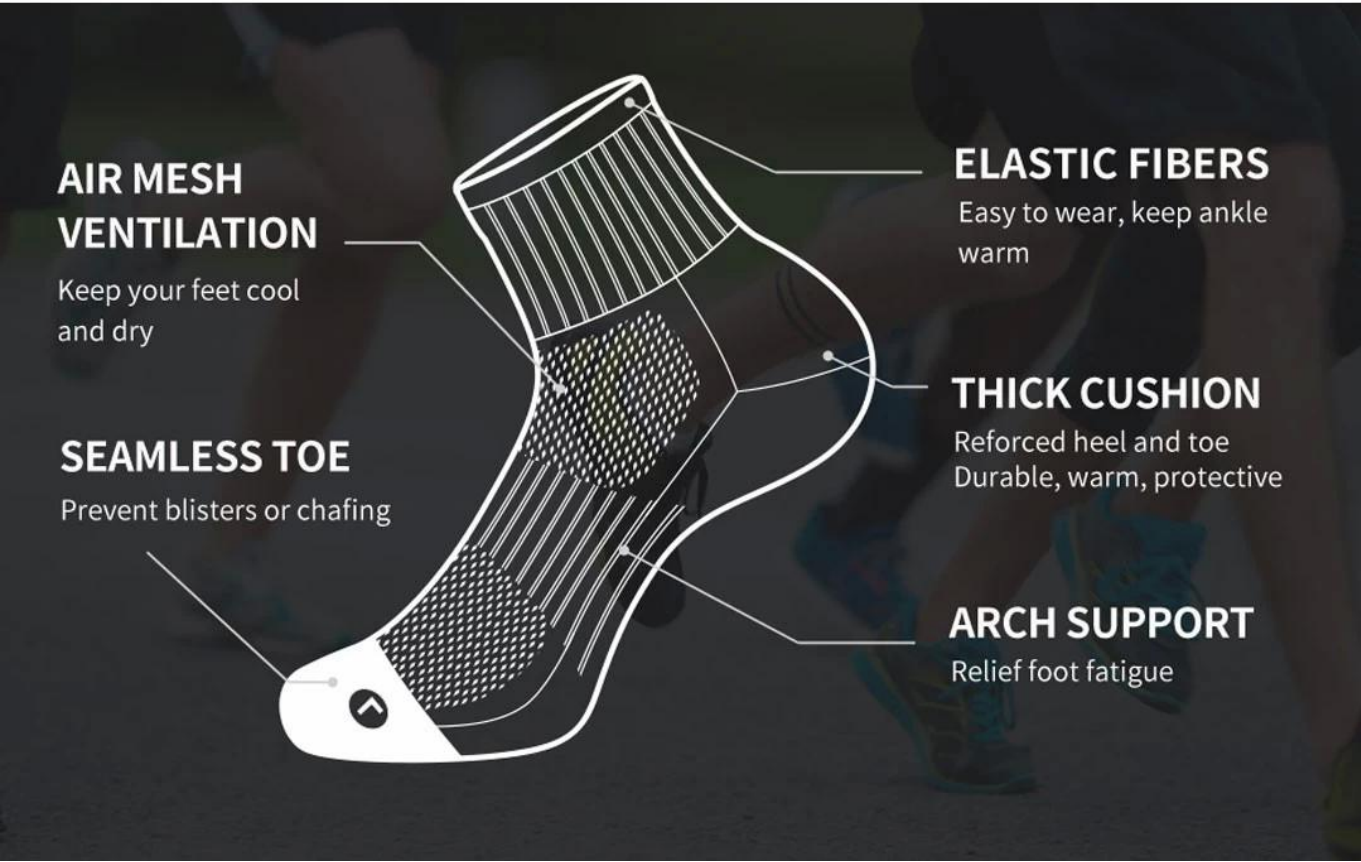 AIR MESH
VENTILATION
Keep your feet cool
and dry
SEAMLESS TOE
Prevent blisters or chafing
ELASTIC FIBERS
Easy to wear, keep ankle
warm
THICK CUSHION
Reforced heel and toe
Durable, warm, protective
ARCH SUPPORT
Relief foot fatigue